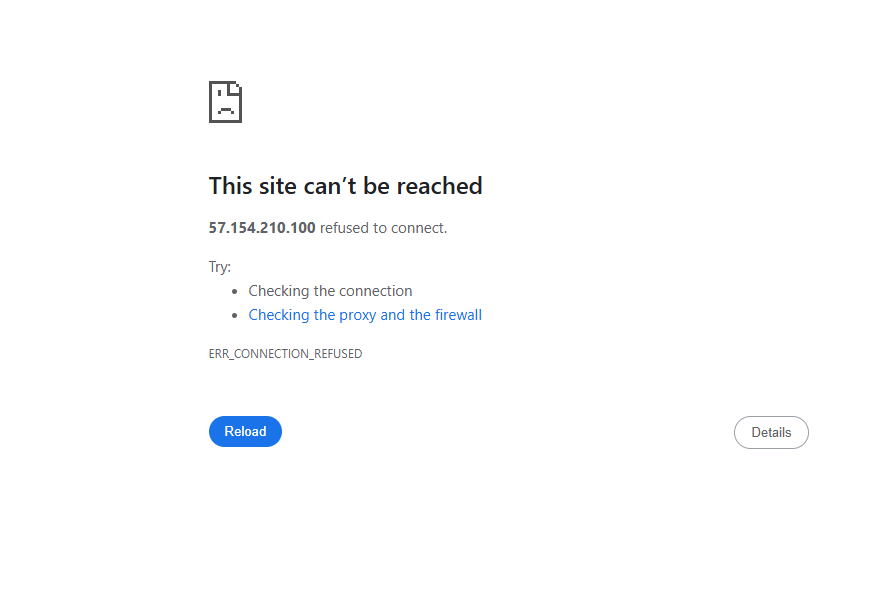 This site can’t be reached
57.154.210.100 refused to connect.
Try:
• Checking the connection
• Checking the proxy and the firewall
ERR_CONNECTION_REFUSED
Reload
Details